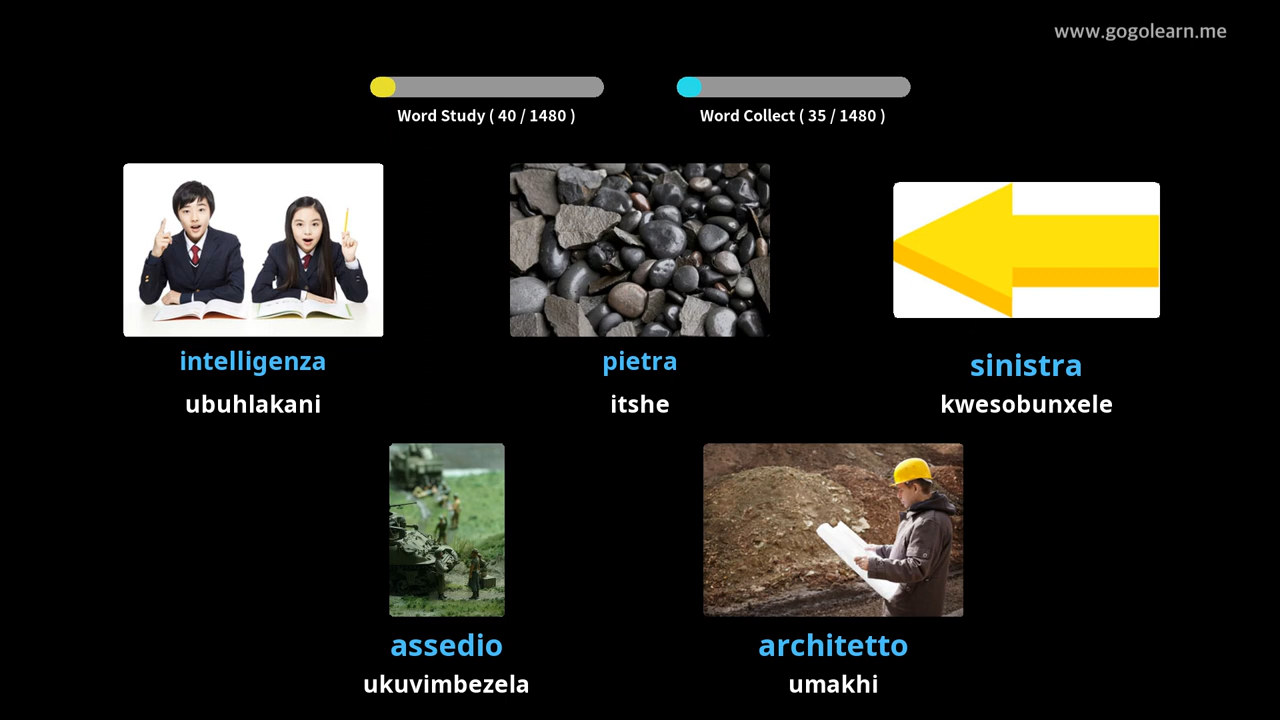 www.gogolearn.me
Word Study ( 40 / 1480 )
Word Collect ( 35 / 1480 )
intelligenza
ubuhlakani
pietra
itshe
sinistra
kwesobunxele
assedio
ukuvimbezela
architetto
umakhi